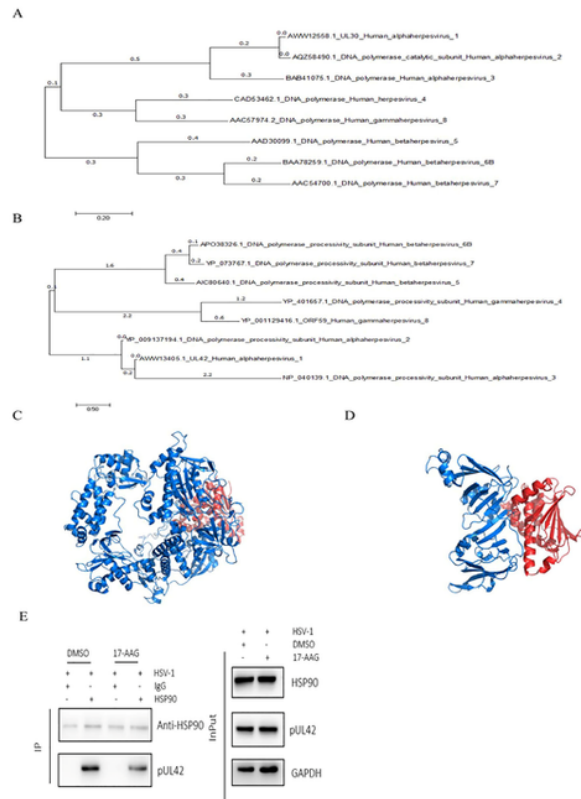 A
0.0 AWW12558.1_UL30_Human_alphaherpesvirus_1
0.2
0.0 AQZ58490.1_DNA_polymerase_catalytic_subunit_Human_alphaherpesvirus_2
0.5
0.3 BAB41075.1_DNA_polymerase_Human_alphaherpesvirus_3
0.1
0.3 CAD53462.1_DNA_polymerase_Human_herpesvirus_4
0.3
0.3 AAC57974.2_DNA_polymerase_Human_gammaherpesvirus_8
0.4 AAD30099.1_DNA_polymerase_Human_betaherpesvirus_5
0.3
0.2 BAA78259.1_DNA_polymerase_Human_betaherpesvirus_6B
0.3
0.2 AAC54700.1_DNA_polymerase_Human_betaherpesvirus_7
0.20
B
0.1 APO38326.1_DNA_polymerase_processivity_subunit_Human_betaherpesvirus_6B
0.4
0.2 YP_073767.1_DNA_polymerase_processivity_subunit_Human_betaherpesvirus_7
1.6
0.4 AIC80640.1_DNA_polymerase_processivity_subunit_Human_betaherpesvirus_5
0.1
1.2 YP_401657.1_DNA_polymerase_processivity_subunit_Human_gammaherpesvirus_4
2.2
0.6 YP_001129416.1_ORF59_Human_gammaherpesvirus_8
0.0 YP_009137194.1_DNA_polymerase_processivity_subunit_Human_alphaherpesvirus_2
1.1
0.0 AWW13405.1_UL42_Human_alphaherpesvirus_1
0.2
2.2 NP_040139.1_DNA_polymerase_processivity_subunit_Human_alphaherpesvirus_3
0.50
C
D
E
DMSO 17-AAG
+ + + + HSV-1
+ - + - IgG
- + - + HSP90
IP
Anti-HSP90
pUL42
+ + HSV-1
+ - DMSO
- + 17-AAG
InPut
HSP90
pUL42
GAPDH